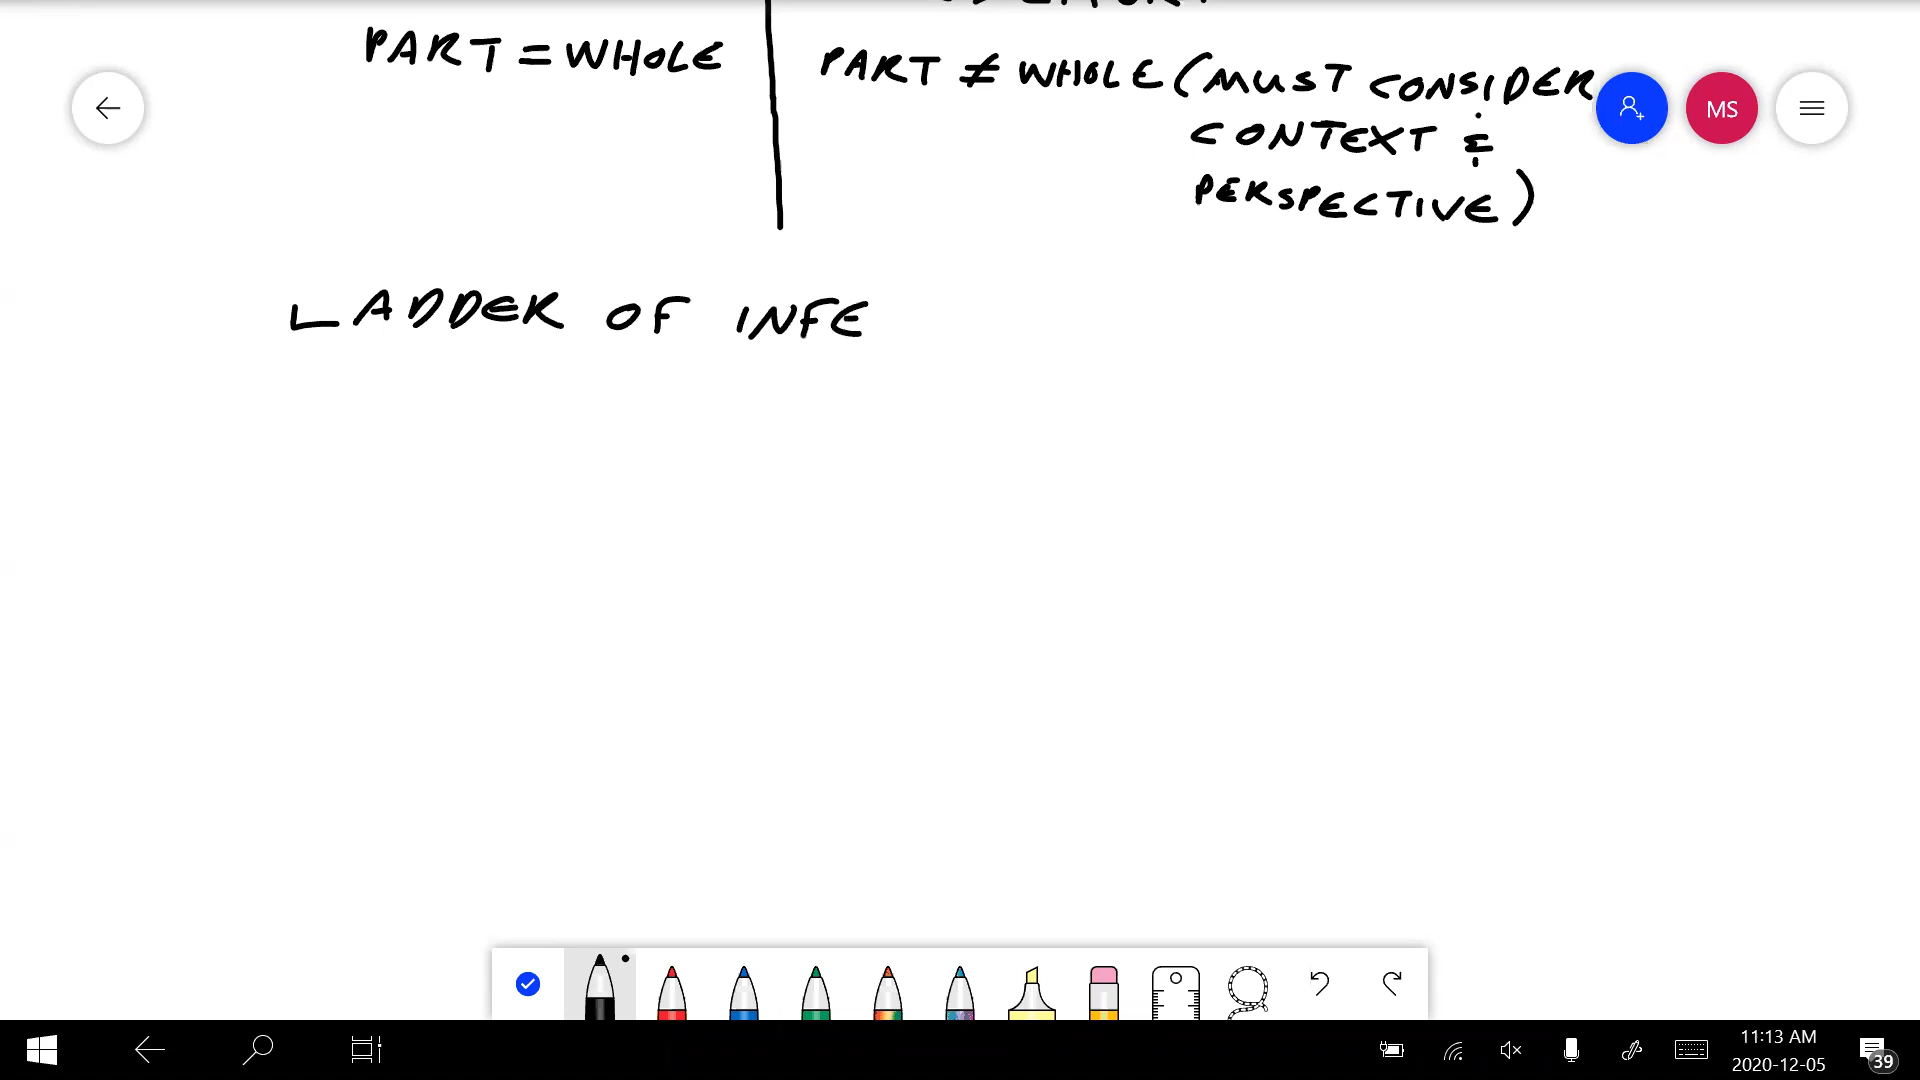 PART = WHOLE
PART ≠ WHOLE (MUST CONSIDER
CONTEXT &
PERSPECTIVE)
MS
LADDER OF INFE
11:13 AM
2020-12-05
39